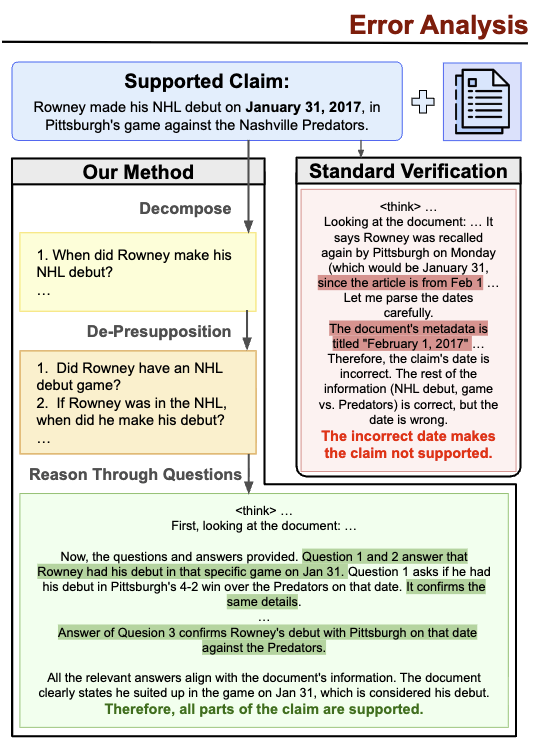 Error Analysis
Supported Claim:
Rowney made his NHL debut on January 31, 2017, in
Pittsburgh's game against the Nashville Predators.
Our Method
Decompose
1. When did Rowney make his
NHL debut?
…
De-Presupposition
1. Did Rowney have an NHL
debut game?
2. If Rowney was in the NHL,
when did he make his debut?
…
Reason Through Questions
Standard Verification
<think> …
Looking at the document: … It
says Rowney was recalled
again by Pittsburgh on Monday
(which would be January 31,
since the article is from Feb 1 …
Let me parse the dates
carefully.
The document's metadata is
titled "February 1, 2017" …
Therefore, the claim's date is
incorrect. The rest of the
information (NHL debut, game
vs. Predators) is correct, but the
date is wrong.
The incorrect date makes
the claim not supported.
<think> …
First, looking at the document: …
Now, the questions and answers provided. Question 1 and 2 answer that
Rowney had his debut in that specific game on Jan 31. Question 1 asks if he had
his debut in Pittsburgh's 4-2 win over the Predators on that date. It confirms the
same details.
…
Answer of Quesion 3 confirms Rowney's debut with Pittsburgh on that date
against the Predators.
All the relevant answers align with the document's information. The document
clearly states he suited up in the game on Jan 31, which is considered his debut.
Therefore, all parts of the claim are supported.